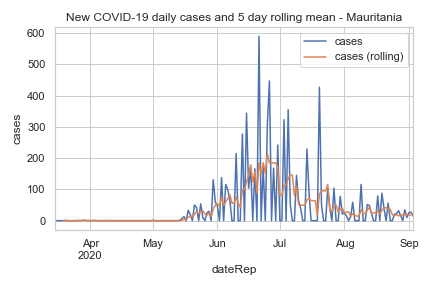 New COVID-19 daily cases and 5 day rolling mean - Mauritania
cases
cases (rolling)
600
500
400
300
200
100
0
cases
Apr
2020
May
Jun
Jul
Aug
Sep
dateRep